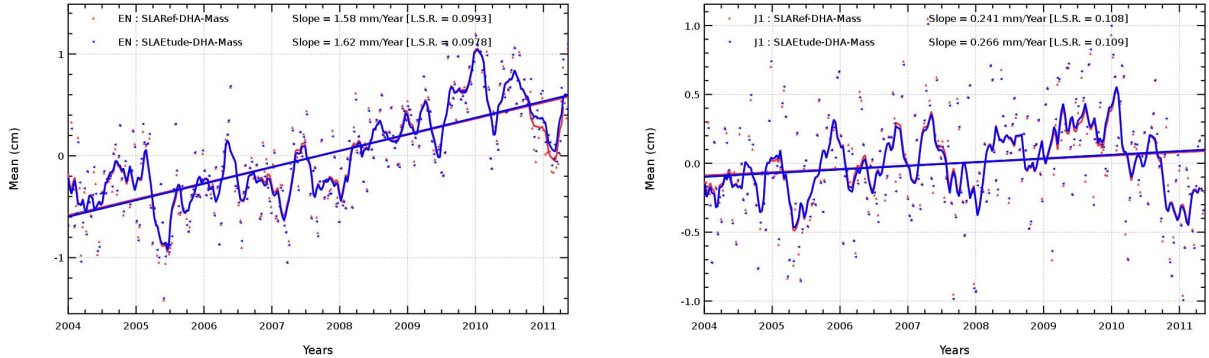 EN : SLARef-DHA-Mass Slope = 1.58 mm/Year [L.S.R. = 0.0993]
EN : SLAEtude-DHA-Mass Slope = 1.62 mm/Year [L.S.R. = 0.0978]
1
0
-1
Mean (cm)
2004 2005 2006 2007 2008 2009 2010 2011
Years
J1 : SLARef-DHA-Mass Slope = 0.241 mm/Year [L.S.R. = 0.108]
J1 : SLAEtude-DHA-Mass Slope = 0.266 mm/Year [L.S.R. = 0.109]
1.0
0.5
0.0
-0.5
-1.0
Mean (cm)
2004 2005 2006 2007 2008 2009 2010 2011
Years